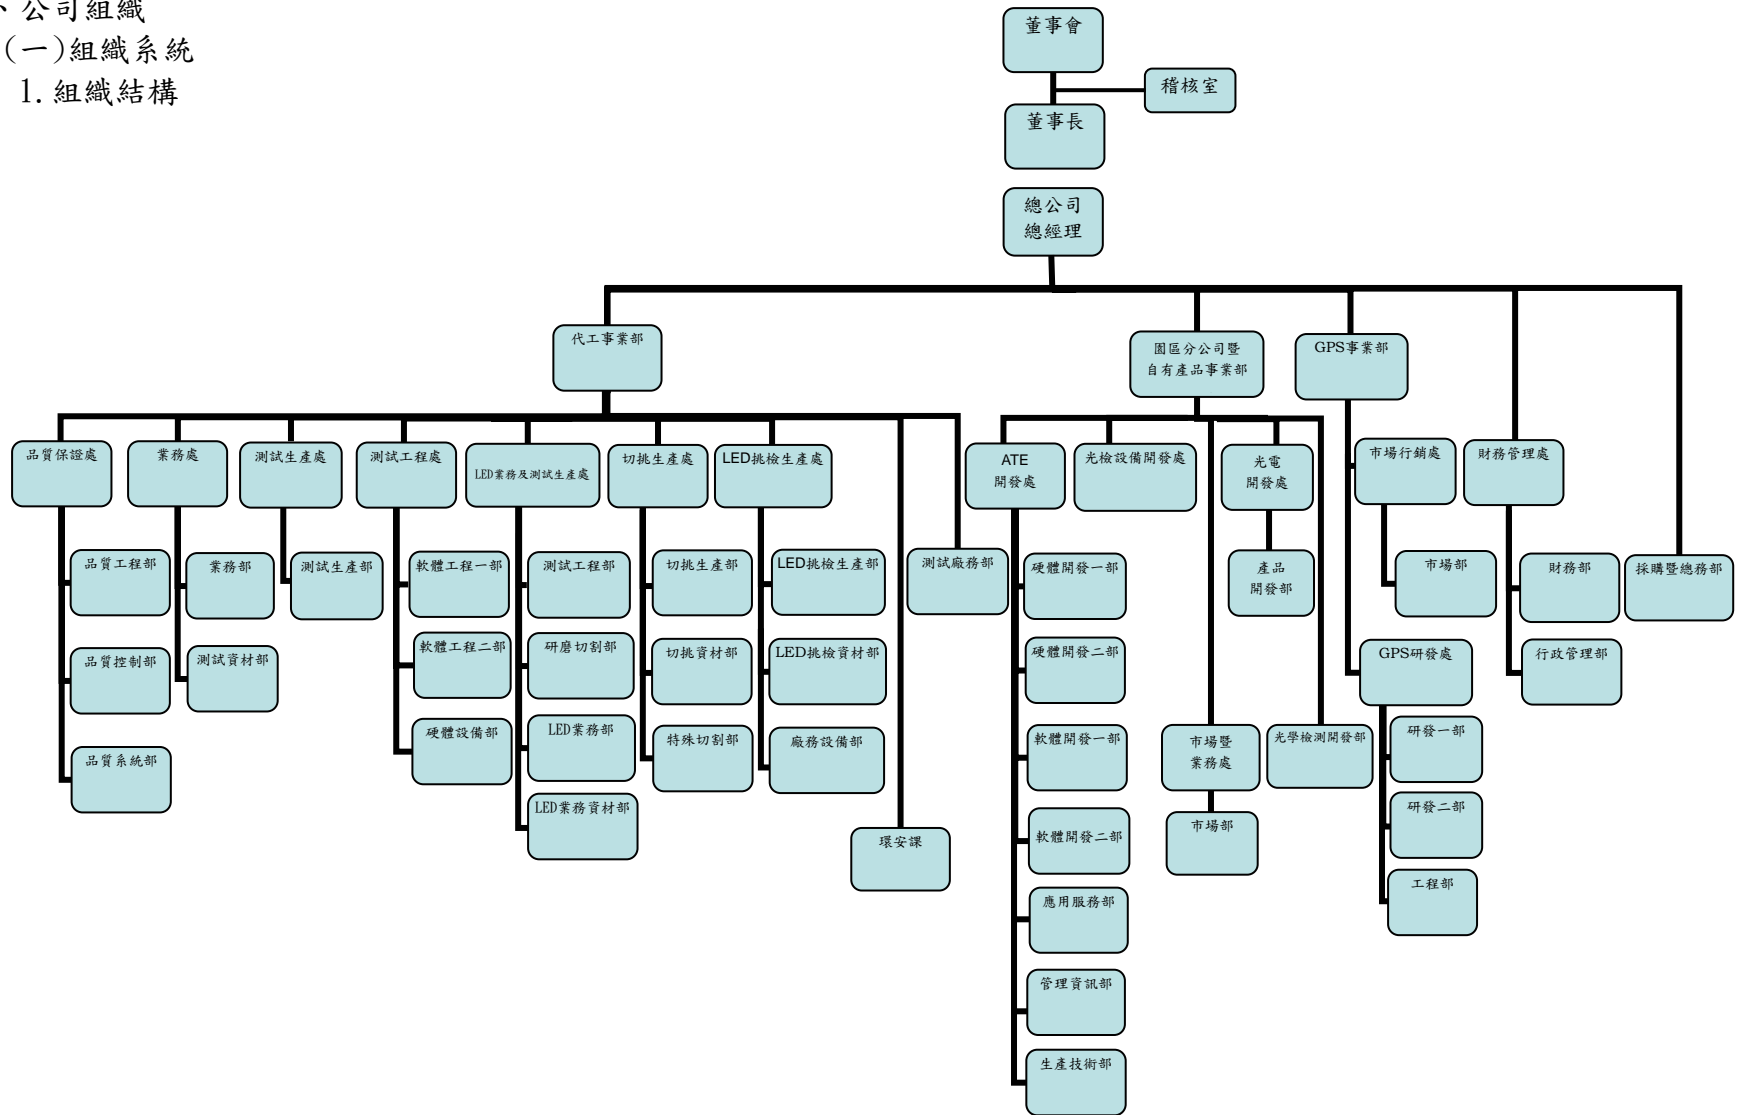 、公司組織
(一)組織系統
1.組織結構
董事會
稽核室
董事長
總公司
總經理
代工事業部
園區分公司暨
自有產品事業部
GPS事業部
品質保證處
業務處
測試生產處
測試工程處
LED業務及測試生產處
切挑生產處
LED挑檢生產處
ATE
開發處
光檢設備開發處
光電
開發處
市場行銷處
財務管理處
品質工程部
業務部
測試生產部
軟體工程一部
測試工程部
切挑生產部
LED挑檢生產部
測試廠務部
硬體開發一部
產品
開發部
市場部
財務部
採購暨總務部
品質控制部
測試資材部
軟體工程二部
研磨切割部
切挑資材部
LED挑檢資材部
硬體開發二部
GPS研發處
行政管理部
品質系統部
硬體設備部
LED業務部
特殊切割部
廠務設備部
軟體開發一部
市場暨
業務處
光學檢測開發部
研發一部
LED業務資材部
環安課
軟體開發二部
市場部
研發二部
應用服務部
工程部
管理資訊部
生產技術部